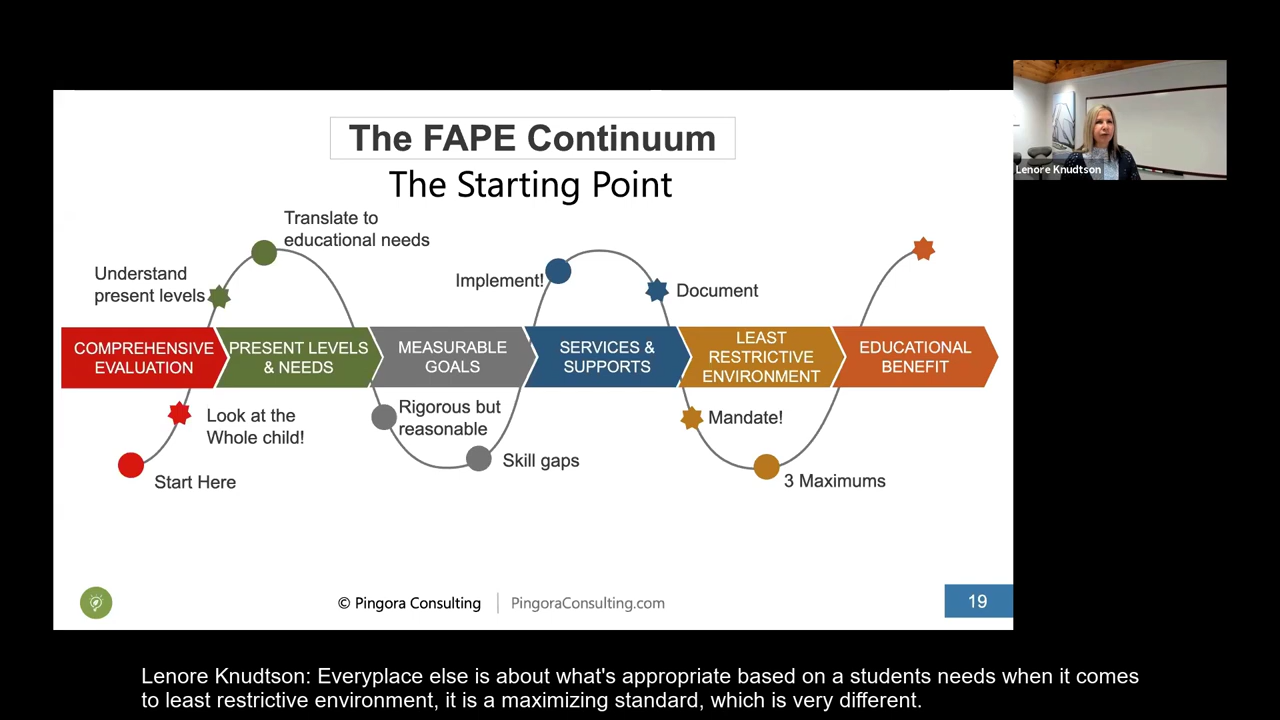 The FAPE Continuum
The Starting Point
Translate to
educational needs
Understand
present levels
Implement!
Document
COMPREHENSIVE
EVALUATION
PRESENT LEVELS
& NEEDS
MEASURABLE
GOALS
SERVICES &
SUPPORTS
LEAST
RESTRICTIVE
ENVIRONMENT
EDUCATIONAL
BENEFIT
Look at the
Whole child!
Start Here
Rigorous but
reasonable
Skill gaps
Mandate!
3 Maximums
© Pingora Consulting
PingoraConsulting.com
19
Lenore Knudtson
Lenore Knudtson: Everyplace else is about what's appropriate based on a students needs when it comes
to least restrictive environment, it is a maximizing standard, which is very different.